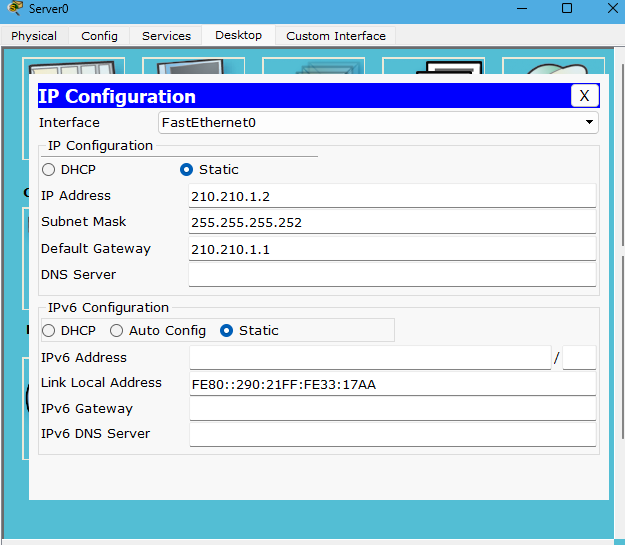 Server0
Physical Config Services Desktop Custom Interface
IP Configuration X
Interface FastEthernet0
IP Configuration
DHCP Static
IP Address 210.210.1.2
Subnet Mask 255.255.255.252
Default Gateway 210.210.1.1
DNS Server
IPv6 Configuration
DHCP Auto Config Static
IPv6 Address /
Link Local Address FE80::290:21FF:FE33:17AA
IPv6 Gateway
IPv6 DNS Server